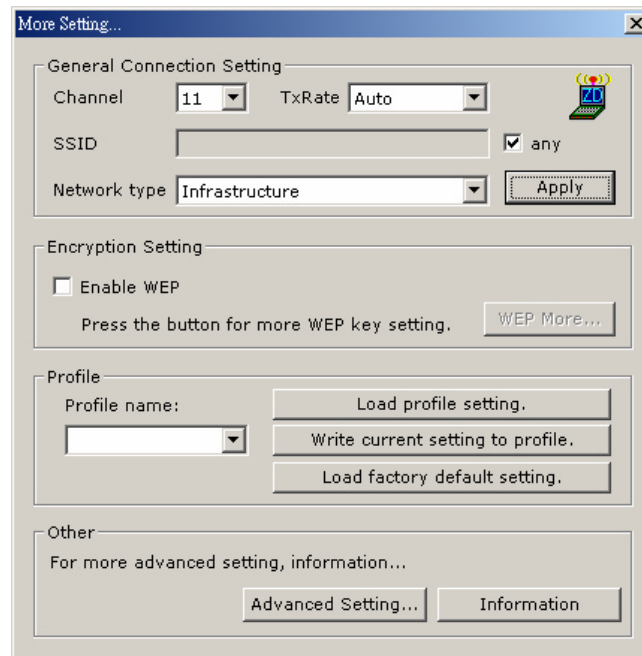 More Setting...
General Connection Setting
Channel 11 TxRate Auto
ZD
SSID any
Network type Infrastructure Apply
Encryption Setting
Enable WEP
Press the button for more WEP key setting. WEP More...
Profile
Profile name: Load profile setting.
Write current setting to profile.
Load factory default setting.
Other
For more advanced setting, information...
Advanced Setting... Information